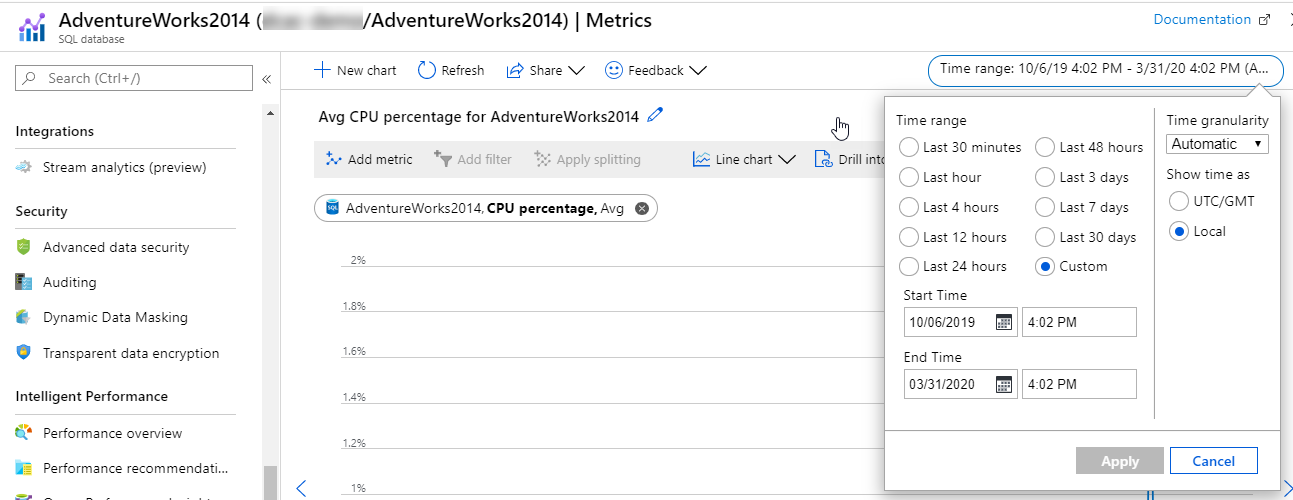 AdventureWorks2014 (/AdventureWorks2014) | Metrics
SQL database
Documentation
Search (Ctrl+/)
«
New chart
Refresh
Share
Feedback
Time range: 10/6/19 4:02 PM - 3/31/20 4:02 PM (A...
Integrations
Stream analytics (preview)
Security
Advanced data security
Auditing
Dynamic Data Masking
Transparent data encryption
Intelligent Performance
Performance overview
Performance recommendati...
Avg CPU percentage for AdventureWorks2014
Add metric
Add filter
Apply splitting
Line chart
Drill into
SQL
AdventureWorks2014, CPU percentage, Avg
2%
1.8%
1.6%
1.4%
1.2%
1%
Time range
Last 30 minutes
Last 48 hours
Last hour
Last 3 days
Last 4 hours
Last 7 days
Last 12 hours
Last 30 days
Last 24 hours
Custom
Start Time
10/06/2019
4:02 PM
End Time
03/31/2020
4:02 PM
Time granularity
Automatic
Show time as
UTC/GMT
Local
Apply
Cancel